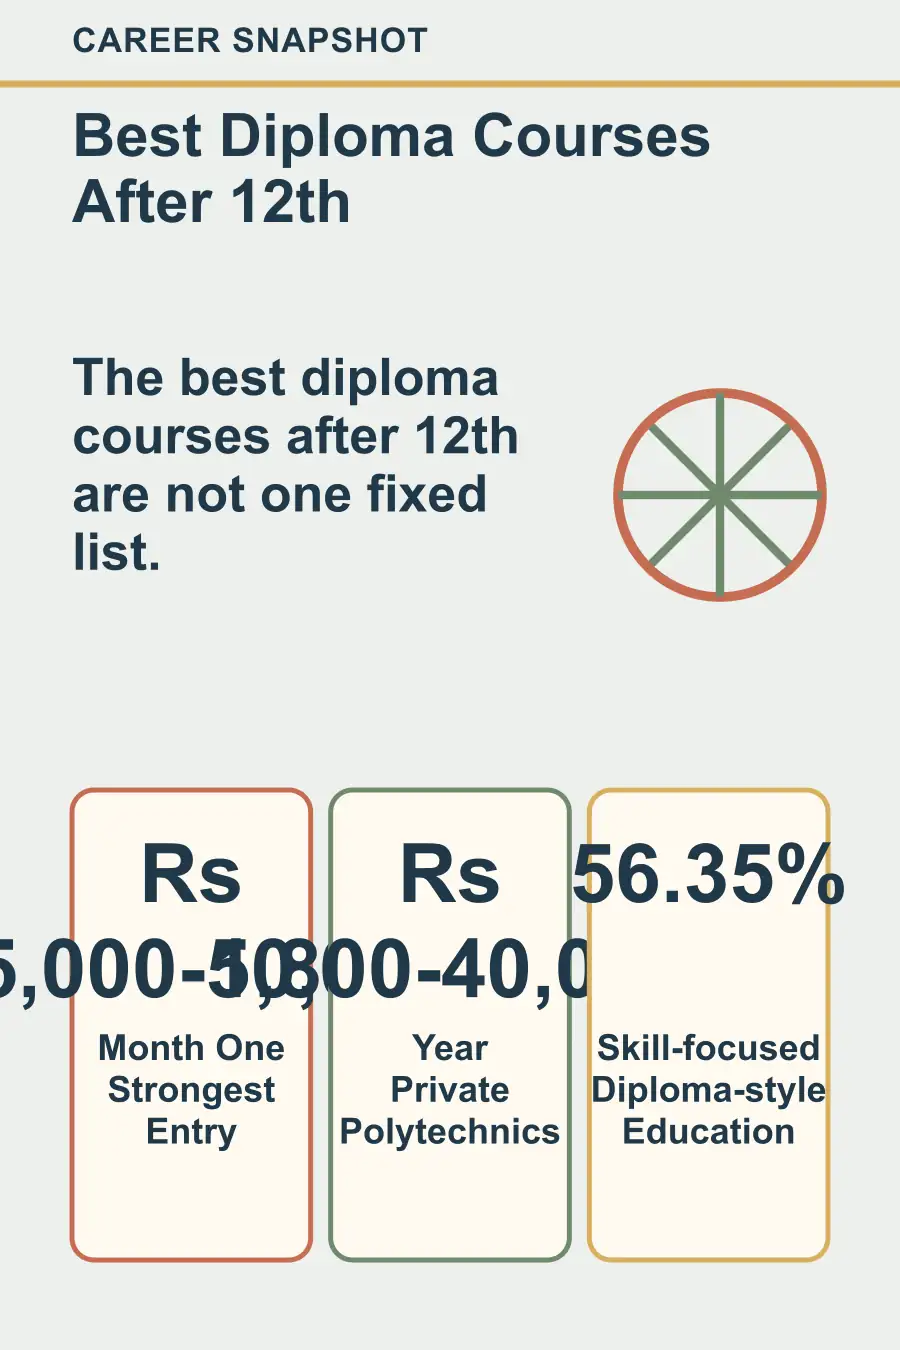 CAREER SNAPSHOT
Best Diploma Courses
After 12th
The best diploma
courses after 12th
are not one fixed
list.
Rs
Month One
Strongest
Entry
Rs
Year
Private
Polytechnics
56.35%
Skill-focused
Diploma-style
Education